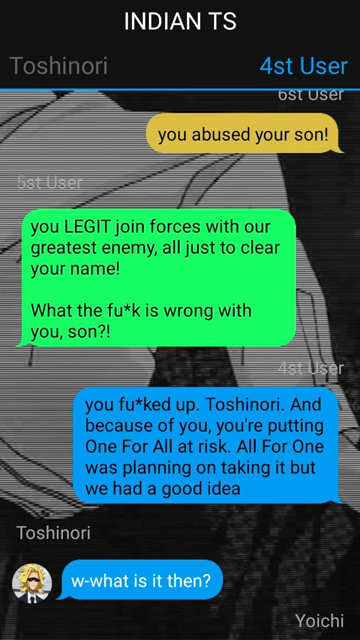 INDIAN TS
Toshinori
4st User
6st User
you abused your son!
5st User
you LEGIT join forces with our
greatest enemy, all just to clear
your name!
What the fu*k is wrong with
you, son?!
4st User
you fu*ked up. Toshinori. And
because of you, you're putting
One For All at risk. All For One
was planning on taking it but
we had a good idea
Toshinori
w-what is it then?
Yoichi